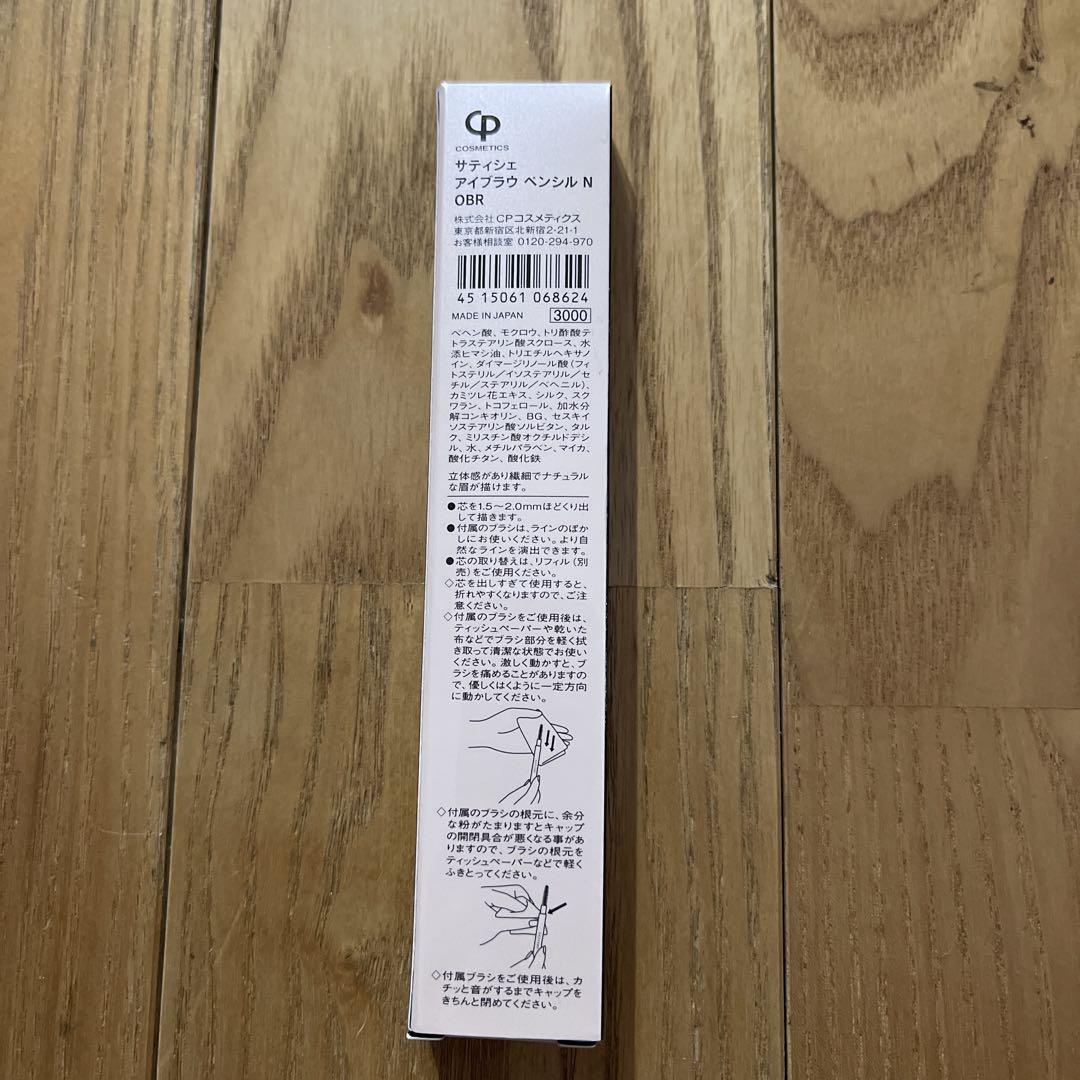 CP
COSMETICS
サティシェ
アイブラウ ペンシル N
OBR
株式会社 CPコスメティクス
東京都新宿区北新宿2-21-1
お客様相談室 0120-294-970
45 15061 068624
MADE IN JAPAN 3000
ベヘン酸、モクロウ、トリ酢酸テ
トラステアリン酸スクロース、水
添ヒマシ油、トリエチルヘキサノ
イン、ダイマージリノール酸(フィ
トステリル/イソステアリル/セ
チル/ステアリル/ベヘニル)、
カミツレ花エキス、シルク、スク
ワラン、トコフェロール、加水分
解コンキオリン、BG、セスキイ
ソステアリン酸ソルビタン、タル
ク、ミリスチン酸オクチルドデシ
ル、水、メチルパラベン、マイカ、
酸化チタン、酸化鉄
立体感があり繊細でナチュラル
な眉が描けます。
●芯を1.5〜2.0mmほどくり出
して描きます。
●付属のブラシは、ラインのぼか
しにお使いください。より自
然なラインを演出できます。
●芯の取り替えは、リフィル(別
売)をご使用ください。
◇芯を出しすぎて使用すると、
折れやすくなりますので、ご注
意ください。
◇付属のブラシをご使用後は、
ティッシュペーパーや乾いた
布などでブラシ部分を軽く拭
き取って清潔な状態でお使い
ください。激しく動かすと、ブ
ラシを痛めることがありますの
で、優しくはくように一定方向
に動かしてください。
◇付属のブラシの根元に、余分
な粉がたまりますとキャップ
の開閉具合が悪くなる事があ
りますので、ブラシの根元を
ティッシュペーパーなどで軽く
ふきとってください。
◇付属ブラシをご使用後は、カ
チッと音がするまでキャップを
きちんと閉めてください。